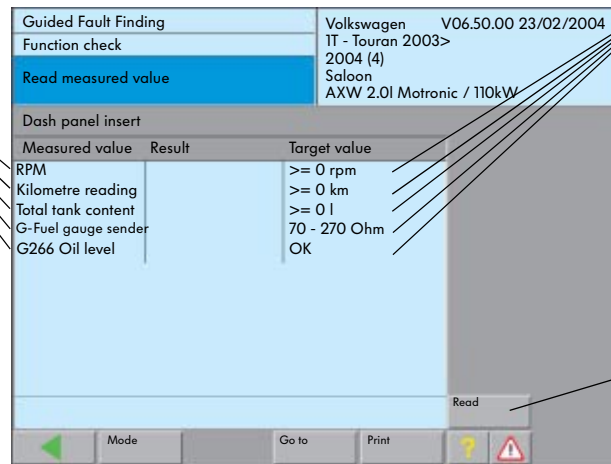 Guided Fault Finding
Function check
Read measured value
Volkswagen V06.50.00 23/02/2004
1T - Touran 2003>
2004 (4)
Saloon
AXW 2.0l Motronic / 110kW
Dash panel insert
Measured value Result Target value
RPM >= 0 rpm
Kilometre reading >= 0 km
Total tank content >= 0 l
G-Fuel gauge sender 70 - 270 Ohm
G266 Oil level OK
Read
Mode Go to Print ?